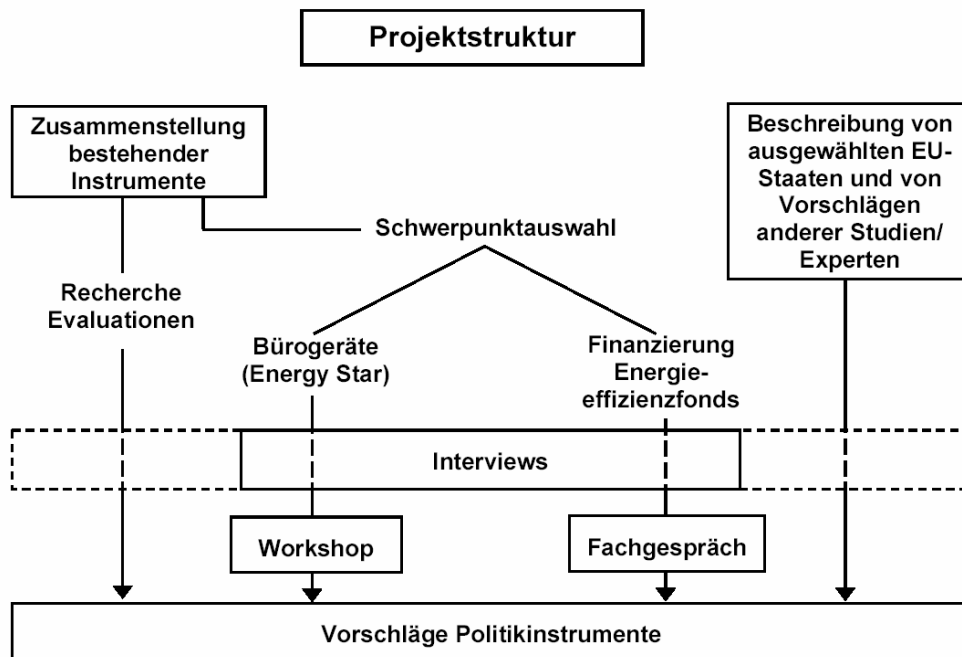 Projektstruktur
Zusammenstellung
bestehender
Instrumente
Beschreibung von
ausgewählten EU-
Staaten und von
Vorschlägen
anderer Studien/
Experten
Schwerpunktauswahl
Recherche
Evaluationen
Bürogeräte
(Energy Star)
Finanzierung
Energie-
effizienzfonds
Interviews
Workshop
Fachgespräch
Vorschläge Politikinstrumente